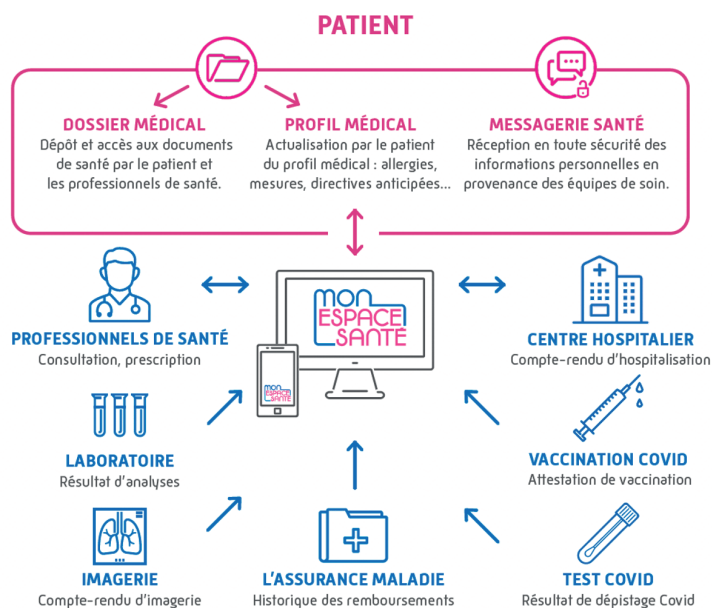 PATIENT
DOSSIER MÉDICAL
Dépôt et accès aux documents
de santé par le patient et
les professionnels de santé.
PROFIL MÉDICAL
Actualisation par le patient
du profil médical : allergies,
mesures, directives anticipées...
MESSAGERIE SANTÉ
Réception en toute sécurité des
informations personnelles en
provenance des équipes de soin.
mon
ESPACE
SANTÉ
mon
ESPACE
SANTÉ
PROFESSIONNELS DE SANTÉ
Consultation, prescription
CENTRE HOSPITALIER
Compte-rendu d'hospitalisation
LABORATOIRE
Résultat d'analyses
VACCINATION COVID
Attestation de vaccination
IMAGERIE
Compte-rendu d'imagerie
L'ASSURANCE MALADIE
Historique des remboursements
TEST COVID
Résultat de dépistage Covid